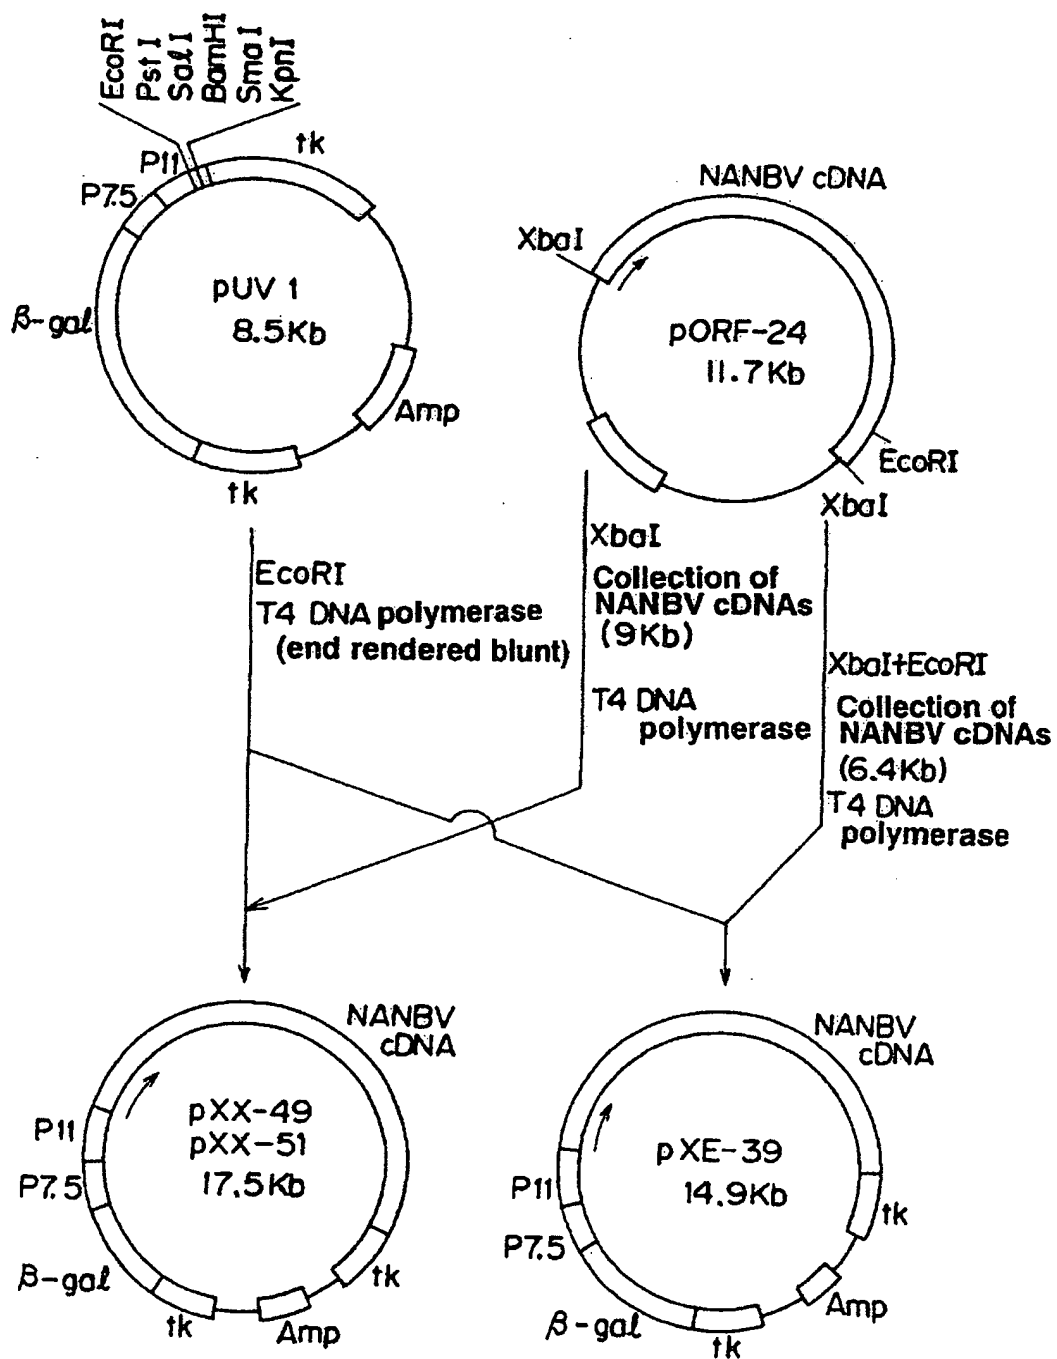 EcoRI
Pst I
Sal I
BamHI
Sma I
KpnI
tk
P11
P7.5
β-gal
pUV 1
8.5Kb
Amp
tk
NANBV cDNA
XbaI
pORF-24
11.7Kb
EcoRI
XbaI
EcoRI
T4 DNA polymerase
(end rendered blunt)
XbaI
Collection of
NANBV cDNAs
(9Kb)
T4 DNA
polymerase
XbaI+EcoRI
Collection of
NANBV cDNAs
(6.4Kb)
T4 DNA
polymerase
NANBV
cDNA
pXX-49
pXX-51
17.5Kb
P11
P7.5
β-gal
tk
Amp
tk
NANBV
cDNA
pXE-39
14.9Kb
P11
P7.5
β-gal
tk
Amp
tk